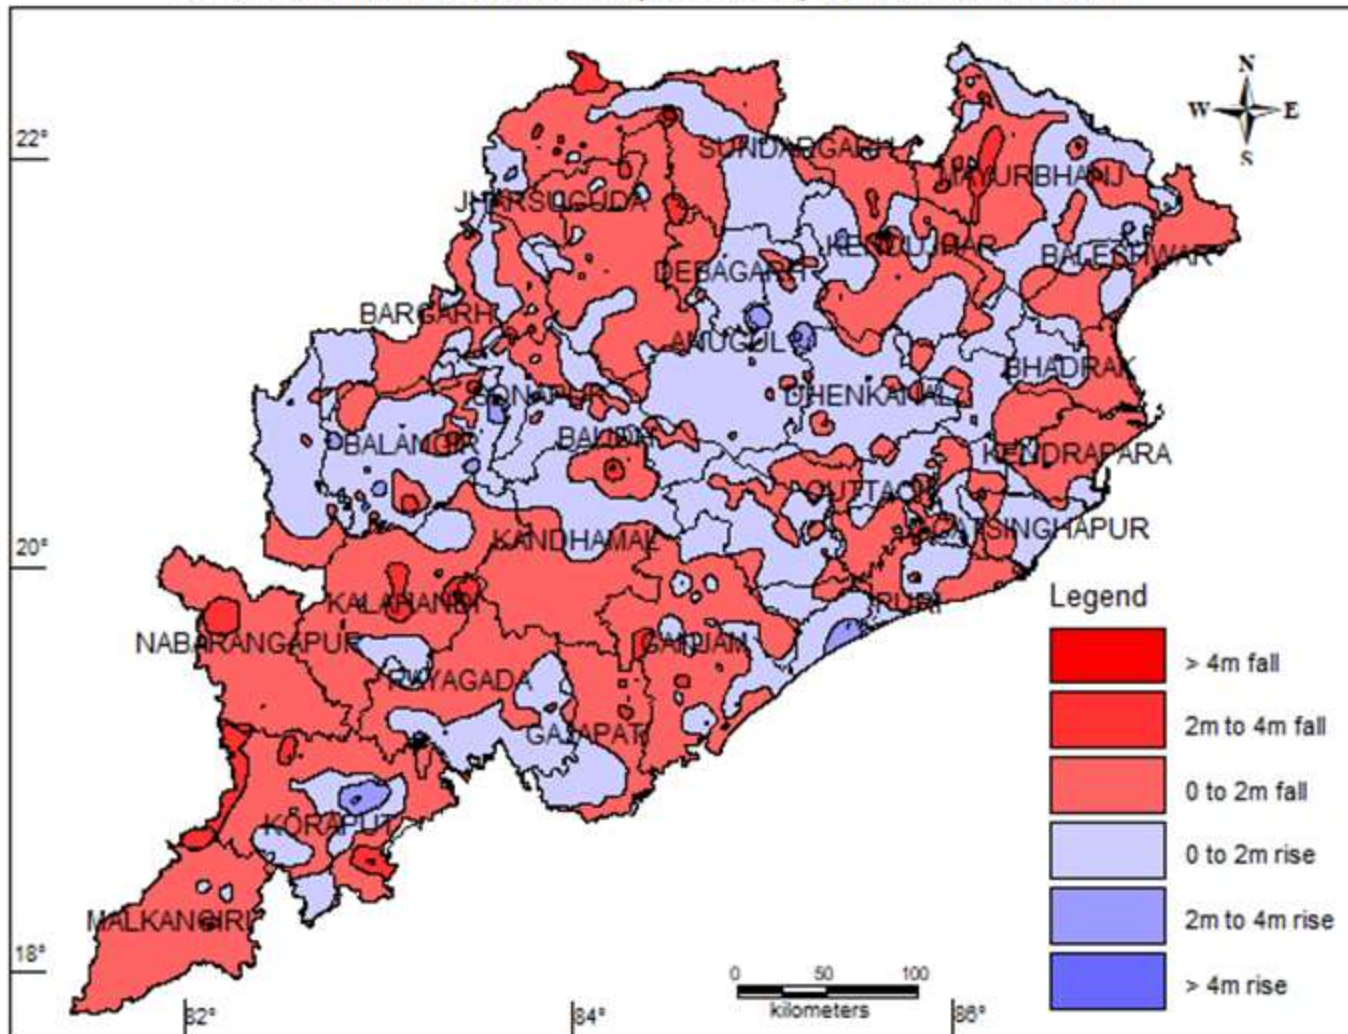 N
W E
S
22°
SUNDARGARH
MAYURBHANJ
JHARSUGUDA
KENDUJHAR
BALESHWAR
DEBAGARH
BARGARH
ANUGUL
BHADRAK
SONAPUR
DHENKANAL
BALANGIR
BAUDH
KENDRAPARA
CUTTACK
JAGATSINGHAPUR
KANDHAMAL
20°
KALAHANDI
PURI
Legend
NABARANGAPUR
GANJAM
> 4m fall
RAYAGADA
2m to 4m fall
GAJAPATI
0 to 2m fall
KORAPUT
0 to 2m rise
MALKANGIRI
2m to 4m rise
18°
0 50 100
kilometers
> 4m rise
82° 84° 86°